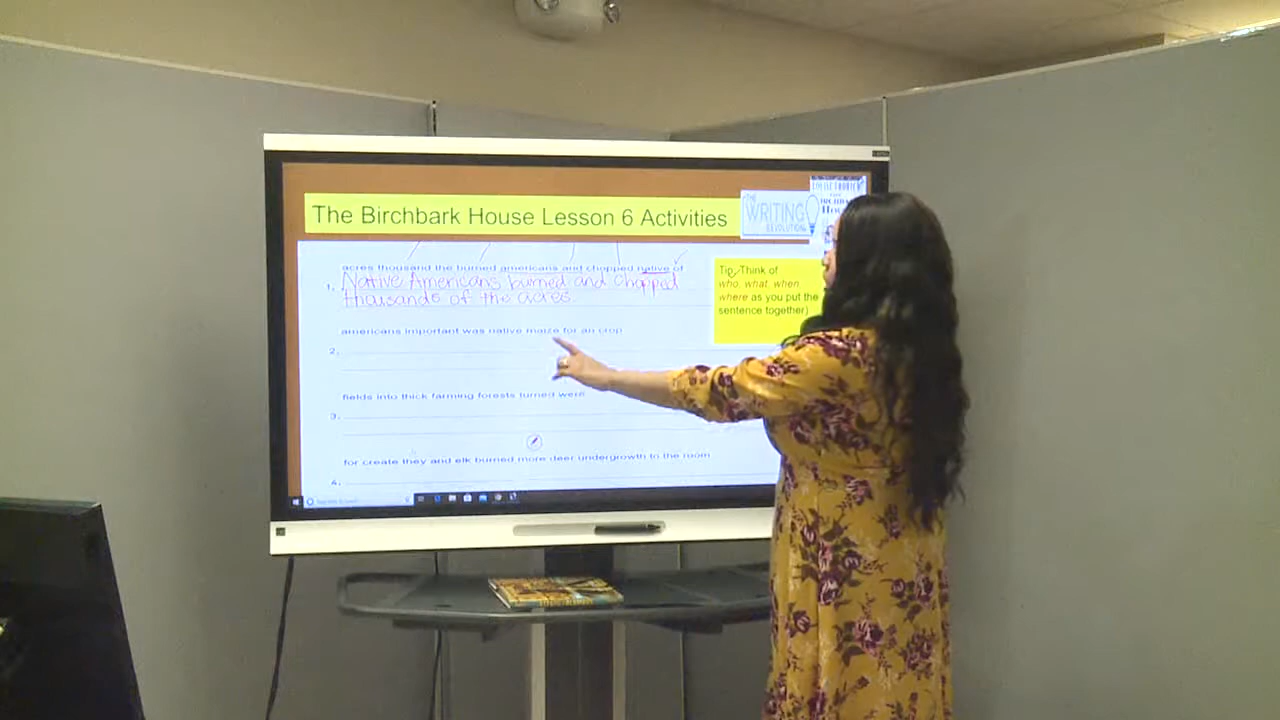 The Birchbark House Lesson 6 Activities
THE
WRITING
REVOLUTION
acres thousand the burned americans and chopped native of
1. Native Americans burned and chopped
thousands of the acres.
Tip: Think of
who, what, when
where as you put the
sentence together)
americans important was native maize for an crop
2.
fields into thick farming forests turned were
3.
for create they and elk burned more deer undergrowth to the room
4.